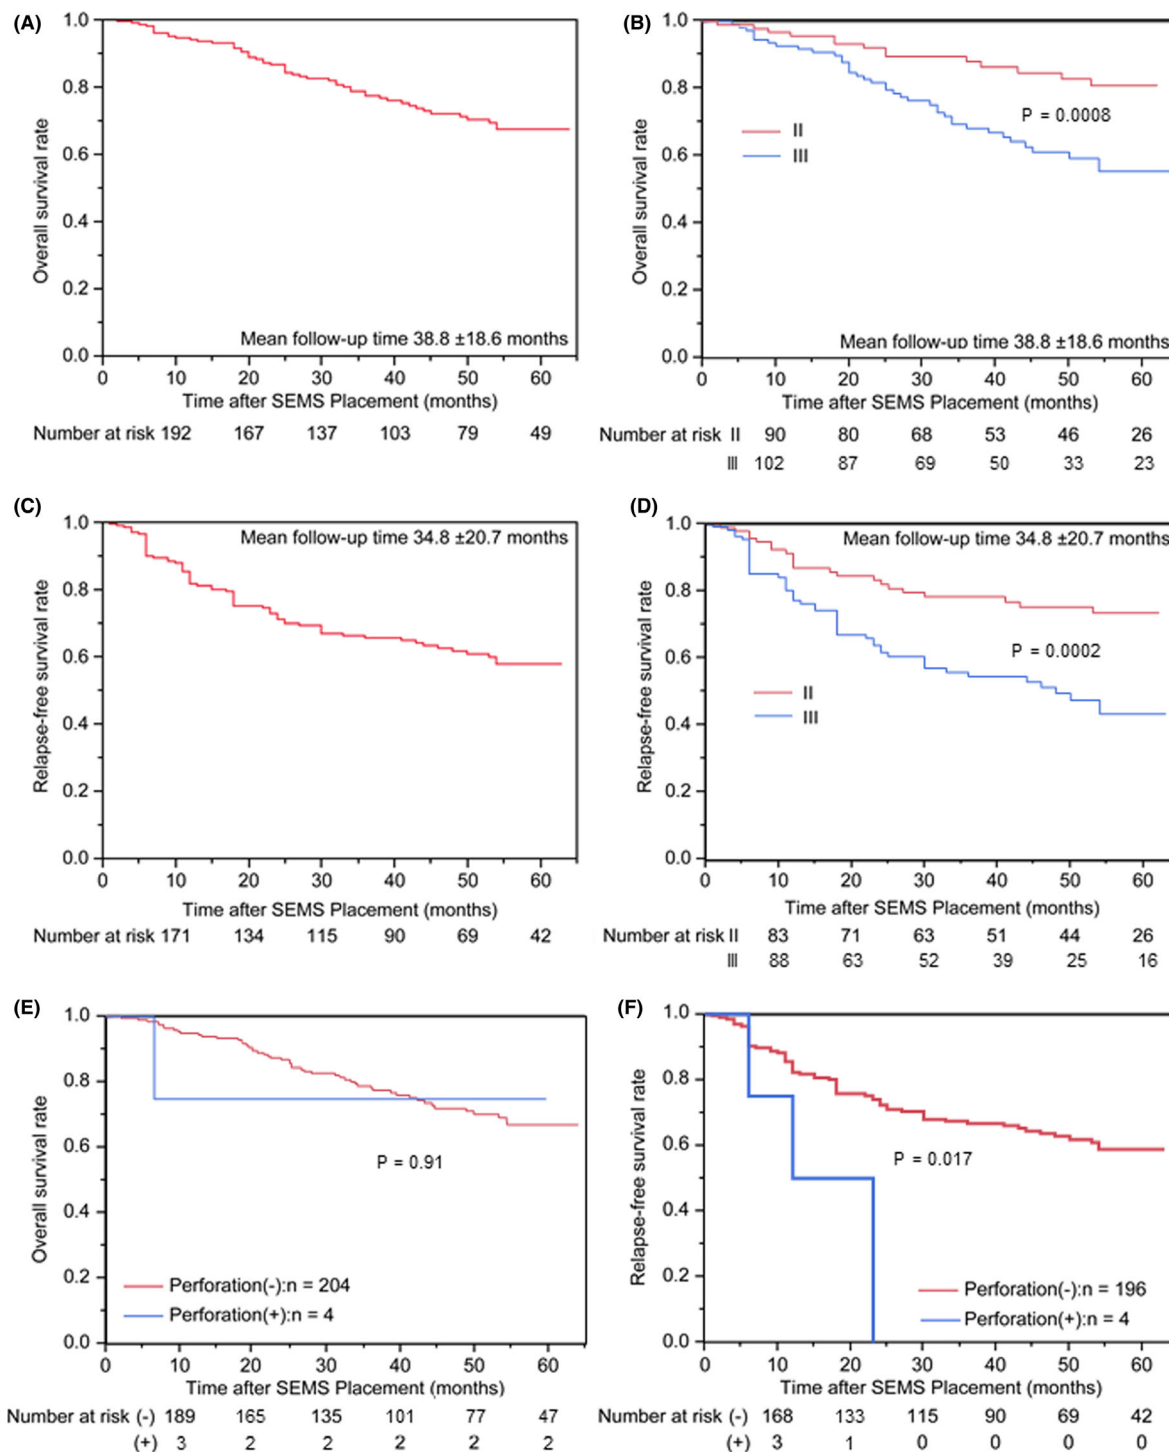 (A)
1.0
0.8
0.6
0.4
0.2
0.0
Overall survival rate
Mean follow-up time 38.8 ±18.6 months
0 10 20 30 40 50 60
Time after SEMS Placement (months)
Number at risk 192 167 137 103 79 49
(B)
1.0
0.8
0.6
0.4
0.2
0.0
Overall survival rate
P = 0.0008
II
III
Mean follow-up time 38.8 ±18.6 months
0 10 20 30 40 50 60
Time after SEMS Placement (months)
Number at risk II 90 80 68 53 46 26
III 102 87 69 50 33 23
(C)
1.0
0.8
0.6
0.4
0.2
0.0
Relapse-free survival rate
Mean follow-up time 34.8 ±20.7 months
0 10 20 30 40 50 60
Time after SEMS Placement (months)
Number at risk 171 134 115 90 69 42
(D)
1.0
0.8
0.6
0.4
0.2
0.0
Relapse-free survival rate
Mean follow-up time 34.8 ±20.7 months
P = 0.0002
II
III
0 10 20 30 40 50 60
Time after SEMS Placement (months)
Number at risk II 83 71 63 51 44 26
III 88 63 52 39 25 16
(E)
1.0
0.8
0.6
0.4
0.2
0.0
Overall survival rate
P = 0.91
Perforation(-):n = 204
Perforation(+):n = 4
0 10 20 30 40 50 60
Time after SEMS Placement (months)
Number at risk (-) 189 165 135 101 77 47
(+) 3 2 2 2 2 2
(F)
1.0
0.8
0.6
0.4
0.2
0.0
Relapse-free survival rate
P = 0.017
Perforation(-):n = 196
Perforation(+):n = 4
0 10 20 30 40 50 60
Time after SEMS Placement (months)
Number at risk (-) 168 133 115 90 69 42
(+) 3 1 0 0 0 0